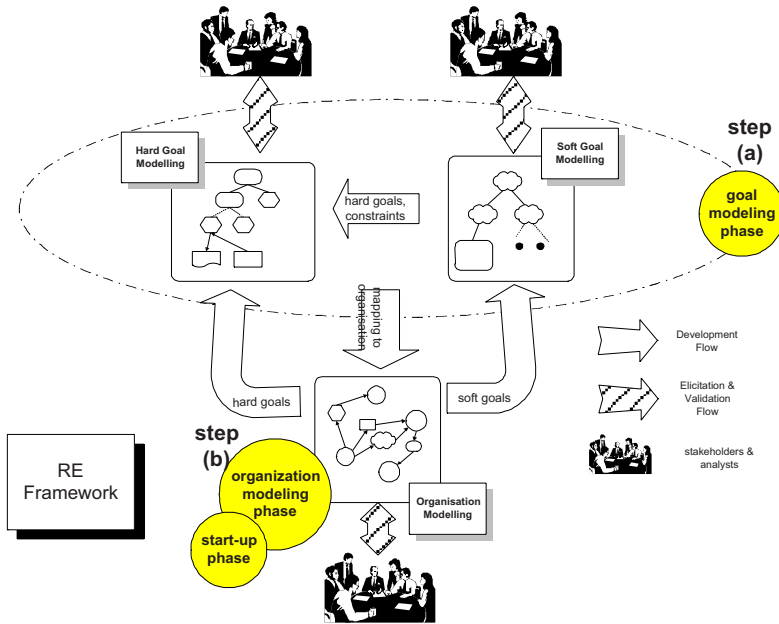 step
(a)
Hard Goal
Modelling
Soft Goal
Modelling
goal
modeling
phase
hard goals,
constraints
mapping to
organisation
Development
Flow
hard goals
soft goals
Elicitation &
Validation
Flow
step
(b)
RE
Framework
organization
modeling
phase
stakeholders &
analysts
Organisation
Modelling
start-up
phase